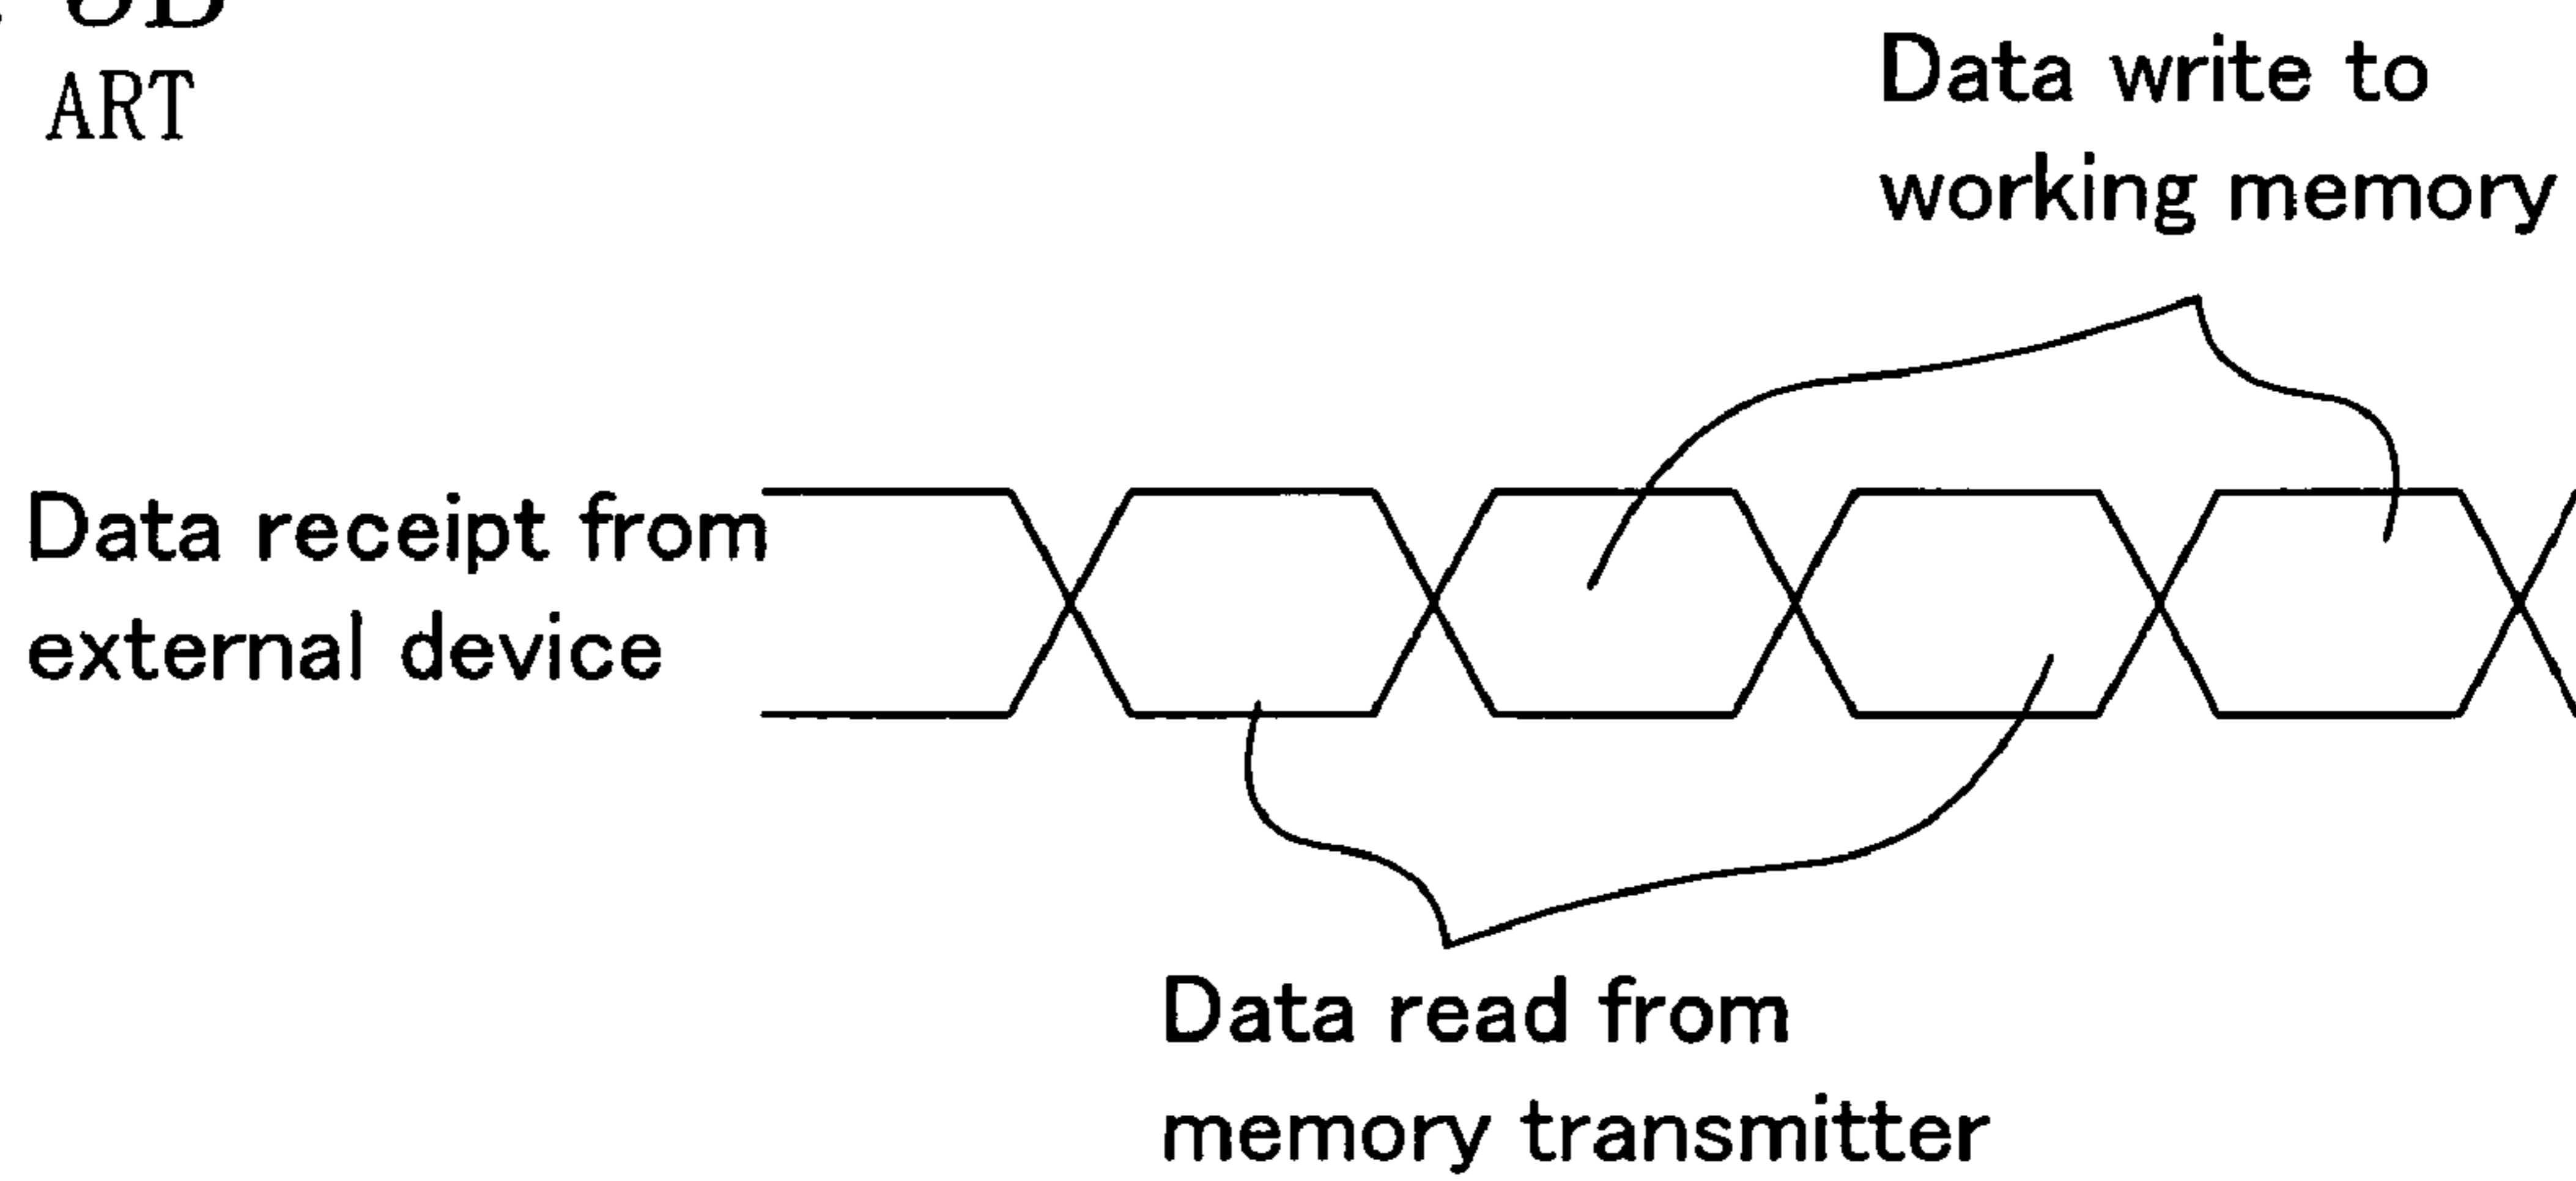 ART
Data write to
working memory
Data receipt from
external device
Data read from
memory transmitter